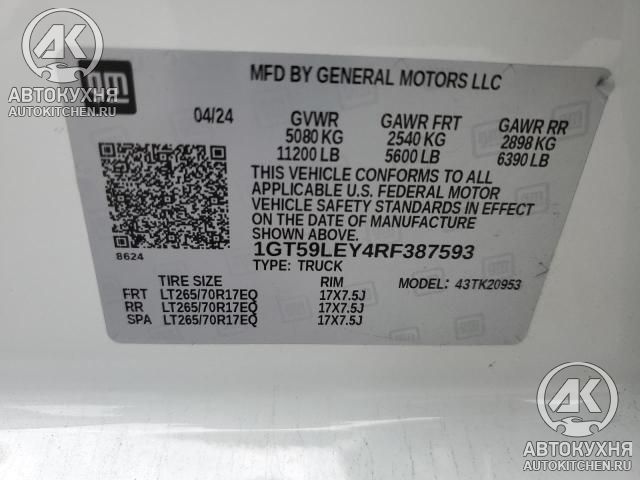 AK
АВТОКУХНЯ
AUTOKITCHEN.RU
gm
MFD BY GENERAL MOTORS LLC
04/24
GVWR GAWR FRT GAWR RR
5080 KG 2540 KG 2898 KG
11200 LB 5600 LB 6390 LB
THIS VEHICLE CONFORMS TO ALL
APPLICABLE U.S. FEDERAL MOTOR
VEHICLE SAFETY STANDARDS IN EFFECT
ON THE DATE OF MANUFACTURE
SHOWN ABOVE.
8624
1GT59LEY4RF387593
TYPE: TRUCK
TIRE SIZE RIM MODEL: 43TK20953
FRT LT265/70R17EQ 17X7.5J
RR LT265/70R17EQ 17X7.5J
SPA LT265/70R17EQ 17X7.5J
AK
АВТОКУХНЯ
AUTOKITCHEN.RU